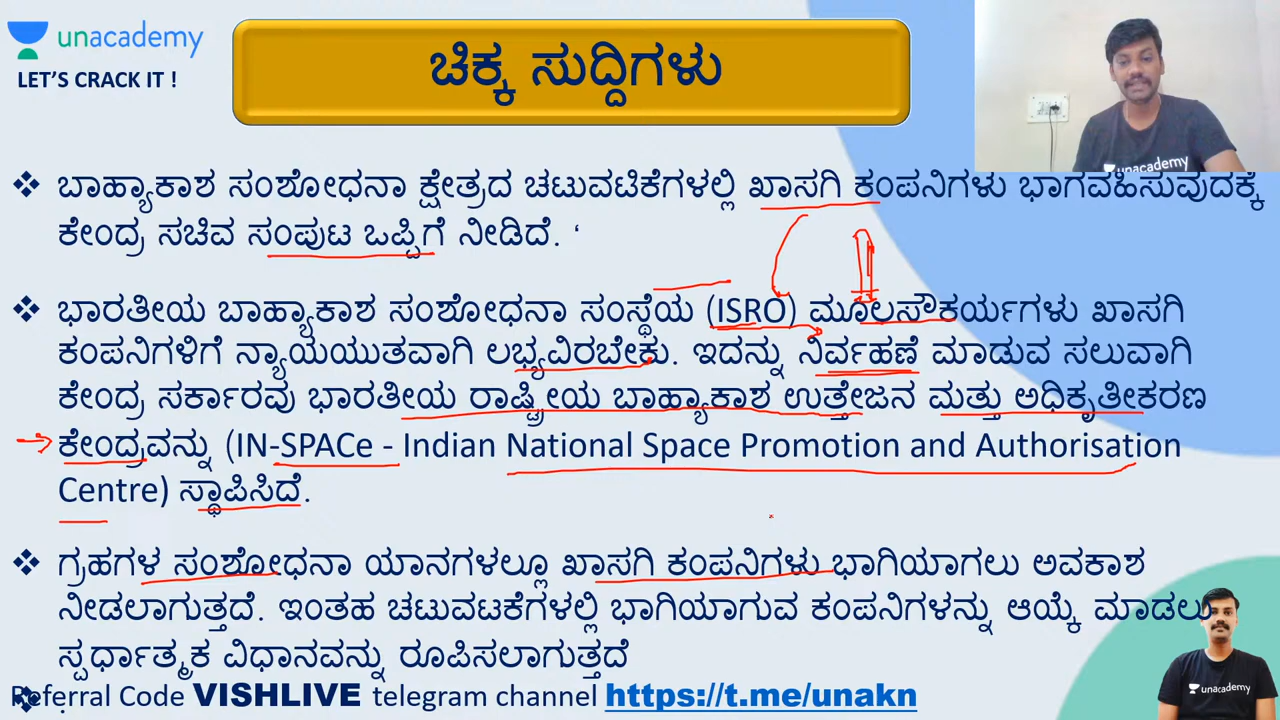 unacademy
LET'S CRACK IT !
ಚಿಕ್ಕ ಸುದ್ದಿಗಳು
unacademy
❖ ಬಾಹ್ಯಾಕಾಶ ಸಂಶೋಧನಾ ಕ್ಷೇತ್ರದ ಚಟುವಟಿಕೆಗಳಲ್ಲಿ ಖಾಸಗಿ ಕಂಪನಿಗಳು ಭಾಗವಹಿಸುವುದಕ್ಕೆ
ಕೇಂದ್ರ ಸಚಿವ ಸಂಪುಟ ಒಪ್ಪಿಗೆ ನೀಡಿದೆ. ‘
❖ ಭಾರತೀಯ ಬಾಹ್ಯಾಕಾಶ ಸಂಶೋಧನಾ ಸಂಸ್ಥೆಯ (ISRO) ಮೂಲಸೌಕರ್ಯಗಳು ಖಾಸಗಿ
ಕಂಪನಿಗಳಿಗೆ ನ್ಯಾಯಯುತವಾಗಿ ಲಭ್ಯವಿರಬೇಕು. ಇದನ್ನು ನಿರ್ವಹಣೆ ಮಾಡುವ ಸಲುವಾಗಿ
ಕೇಂದ್ರ ಸರ್ಕಾರವು ಭಾರತೀಯ ರಾಷ್ಟ್ರೀಯ ಬಾಹ್ಯಾಕಾಶ ಉತ್ತೇಜನ ಮತ್ತು ಅಧಿಕೃತೀಕರಣ
ಕೇಂದ್ರವನ್ನು (IN-SPACe - Indian National Space Promotion and Authorisation
Centre) ಸ್ಥಾಪಿಸಿದೆ.
❖ ಗ್ರಹಗಳ ಸಂಶೋಧನಾ ಯಾನಗಳಲ್ಲೂ ಖಾಸಗಿ ಕಂಪನಿಗಳು ಭಾಗಿಯಾಗಲು ಅವಕಾಶ
ನೀಡಲಾಗುತ್ತದೆ. ಇಂತಹ ಚಟುವಟಕೆಗಳಲ್ಲಿ ಭಾಗಿಯಾಗುವ ಕಂಪನಿಗಳನ್ನು ಆಯ್ಕೆ ಮಾಡಲು
ಸ್ಪರ್ಧಾತ್ಮಕ ವಿಧಾನವನ್ನು ರೂಪಿಸಲಾಗುತ್ತದೆ
unacademy
Referral Code VISHLIVE telegram channel https://t.me/unakn